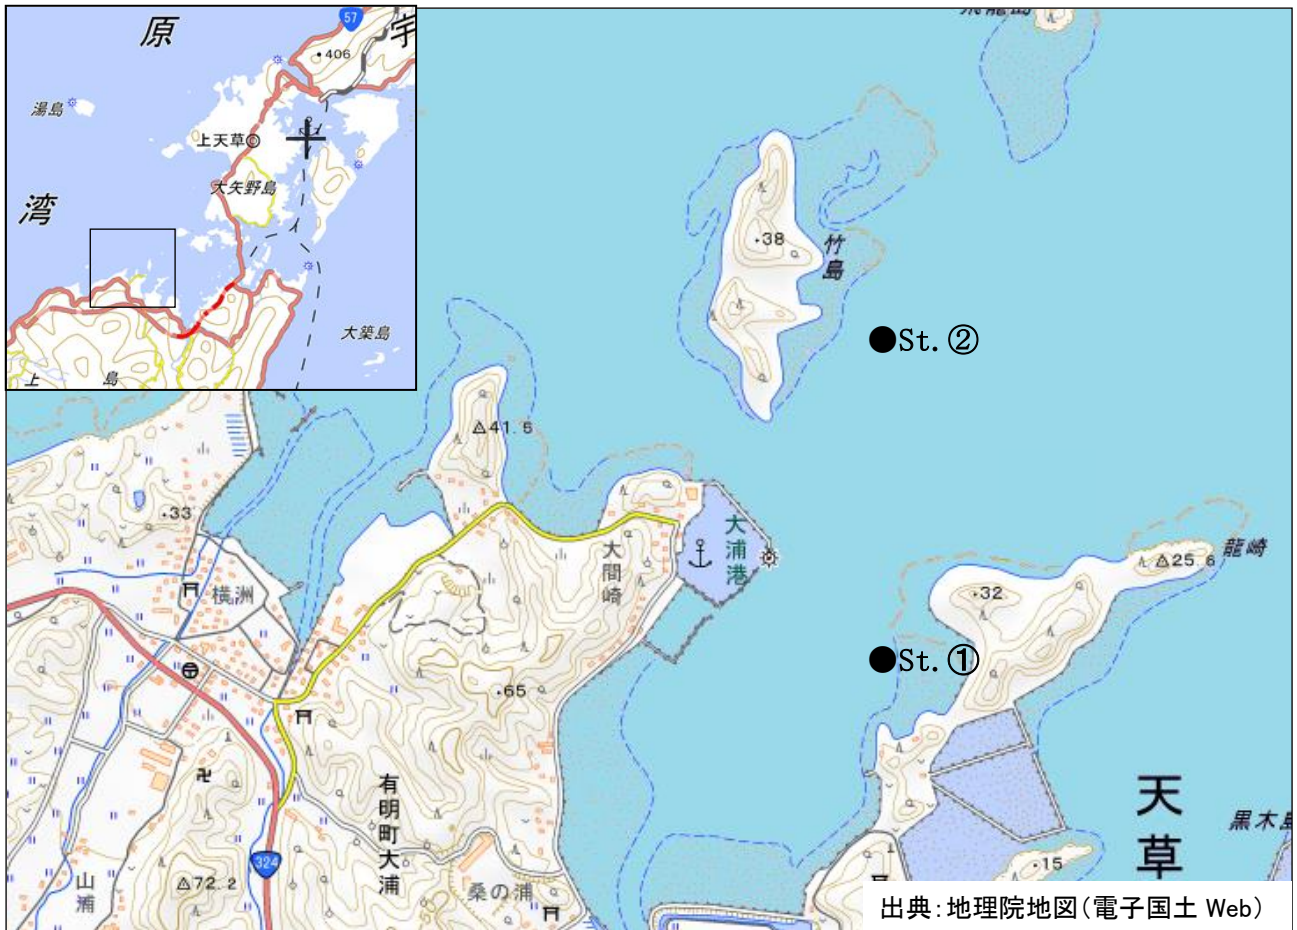 原
57
宇
406
湯島
上天草
大矢野島
湾
大築島
上
島
38
竹島
St. ②
41.5
33
大浦港
大間崎
龍崎
25.6
32
横洲
St. ①
65
有明町大浦
天草
黒木島
324
15
72.2
山浦
桑の浦
出典：地理院地図（電子国土 Web）